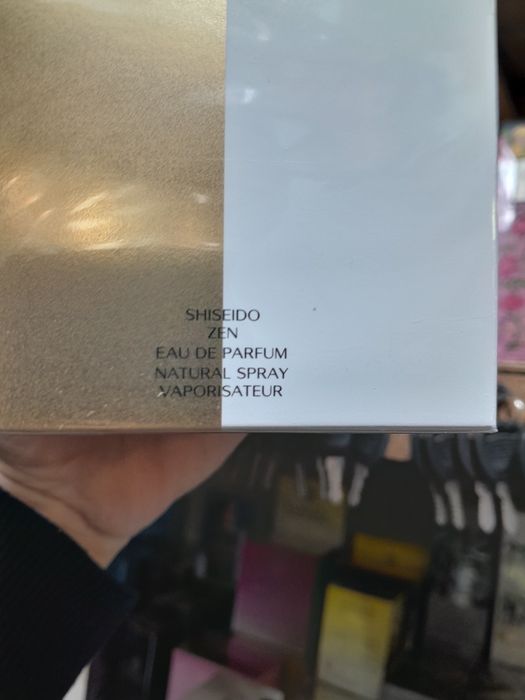 SHISEIDO
ZEN
EAU DE PARFUM
NATURAL SPRAY
VAPORISATEUR